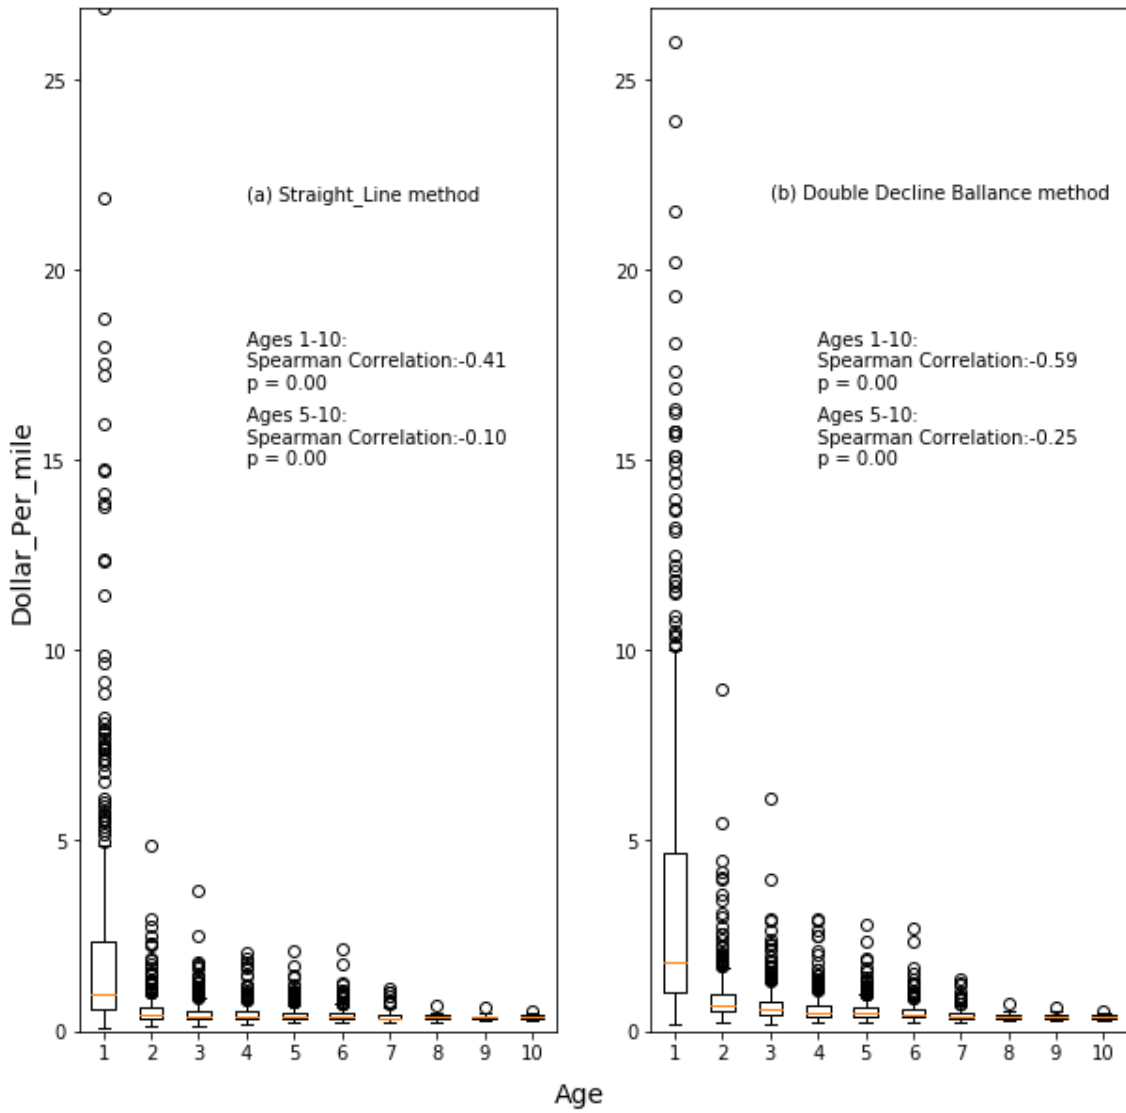 (a) Straight_Line method
Ages 1-10:
Spearman Correlation:-0.41
p = 0.00
Ages 5-10:
Spearman Correlation:-0.10
p = 0.00
Dollar_Per_mile
25
20
15
10
5
0
1 2 3 4 5 6 7 8 9 10
(b) Double Decline Ballance method
Ages 1-10:
Spearman Correlation:-0.59
p = 0.00
Ages 5-10:
Spearman Correlation:-0.25
p = 0.00
25
20
15
10
5
0
1 2 3 4 5 6 7 8 9 10
Age